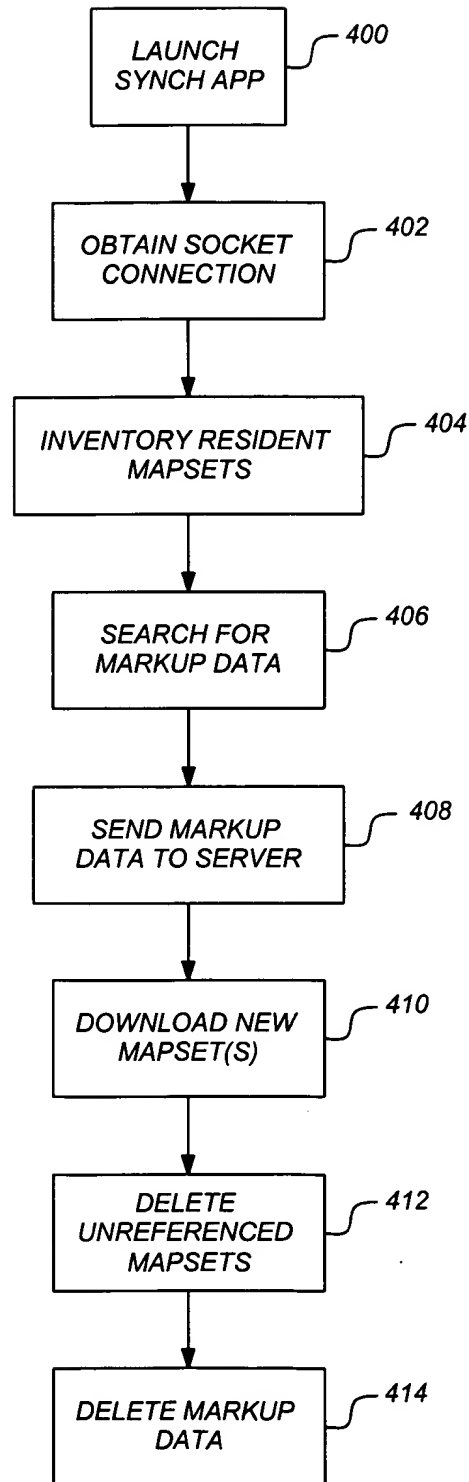 LAUNCH
SYNCH APP
400
OBTAIN SOCKET
CONNECTION
402
INVENTORY RESIDENT
MAPSETS
404
SEARCH FOR
MARKUP DATA
406
SEND MARKUP
DATA TO SERVER
408
DOWNLOAD NEW
MAPSET(S)
410
DELETE
UNREFERENCED
MAPSETS
412
DELETE MARKUP
DATA
414